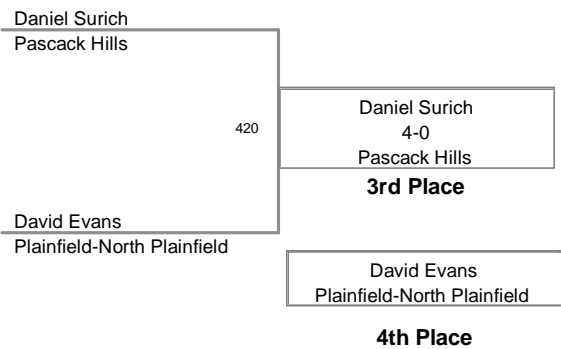 Daniel Surich
Pascack Hills
420
Daniel Surich
4-0
Pascack Hills
3rd Place
David Evans
Plainfield-North Plainfield
David Evans
Plainfield-North Plainfield
4th Place